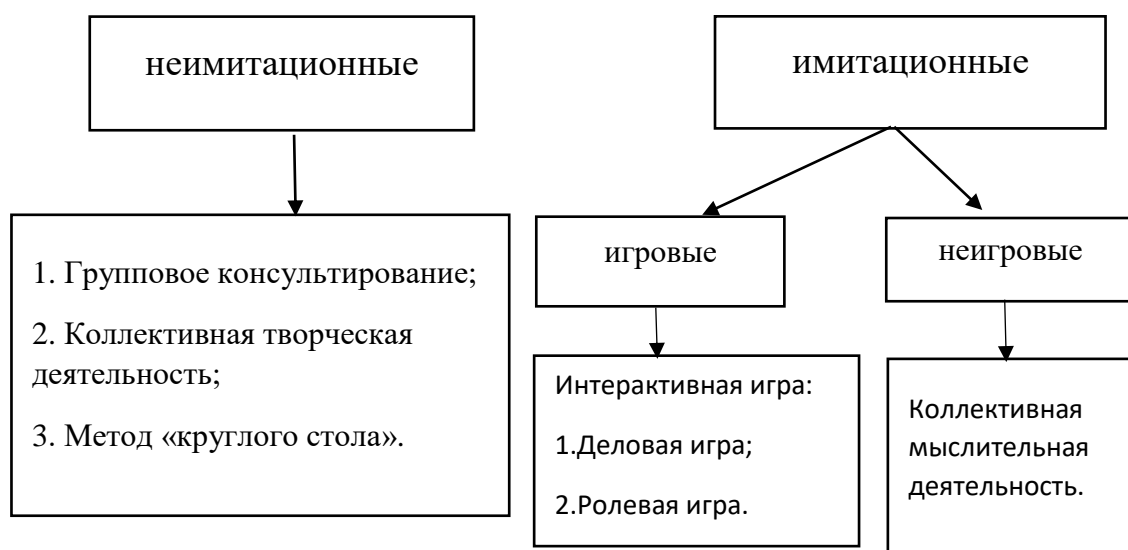 неимитационные
имитационные
1. Групповое консультирование;
2. Коллективная творческая
деятельность;
3. Метод «круглого стола».
игровые
неигровые
Интерактивная игра:
1.Деловая игра;
2.Ролевая игра.
Коллективная
мыслительная
деятельность.